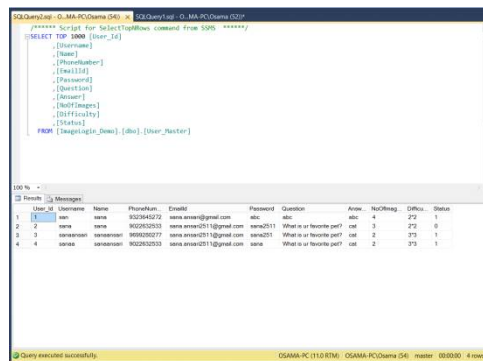 SQLQuery2.sql - O...MA-PC\Osama (54)) × SQLQuery1.sql - O...MA-PC\Osama (52))*
/****** Script for SelectTopNRows command from SSMS ******/
SELECT TOP 1000 [User_Id]
,[Username]
,[Name]
,[PhoneNumber]
,[EmailId]
,[Password]
,[Question]
,[Answer]
,[NoOfImages]
,[Difficulty]
,[Status]
FROM [ImageLogin_Demo].[dbo].[User_Master]
100 %
Results Messages
User_Id Username Name PhoneNum... EmailId Password Question Answ... NoOfImag... Difficu... Status
1 1 san sana 9323645272 sana.ansari@gmail.com abc abc abc 4 2*2 1
2 2 sana sana 9022632533 sana.ansari2511@gmail.com sana2511 What is ur favorite pet? cat 3 2*2 0
3 3 sanaansari sanaansari 9699260277 sana.ansari2511@gmail.com sana251 What is ur favorite pet? cat 2 3*3 1
4 4 sanaa sanaansari 9022632533 sana.ansari2511@gmail.com sana What is ur favorite pet? cat 2 3*3 1
Query executed successfully. OSAMA-PC (11.0 RTM) OSAMA-PC\Osama (54) master 00:00:00 4 rows